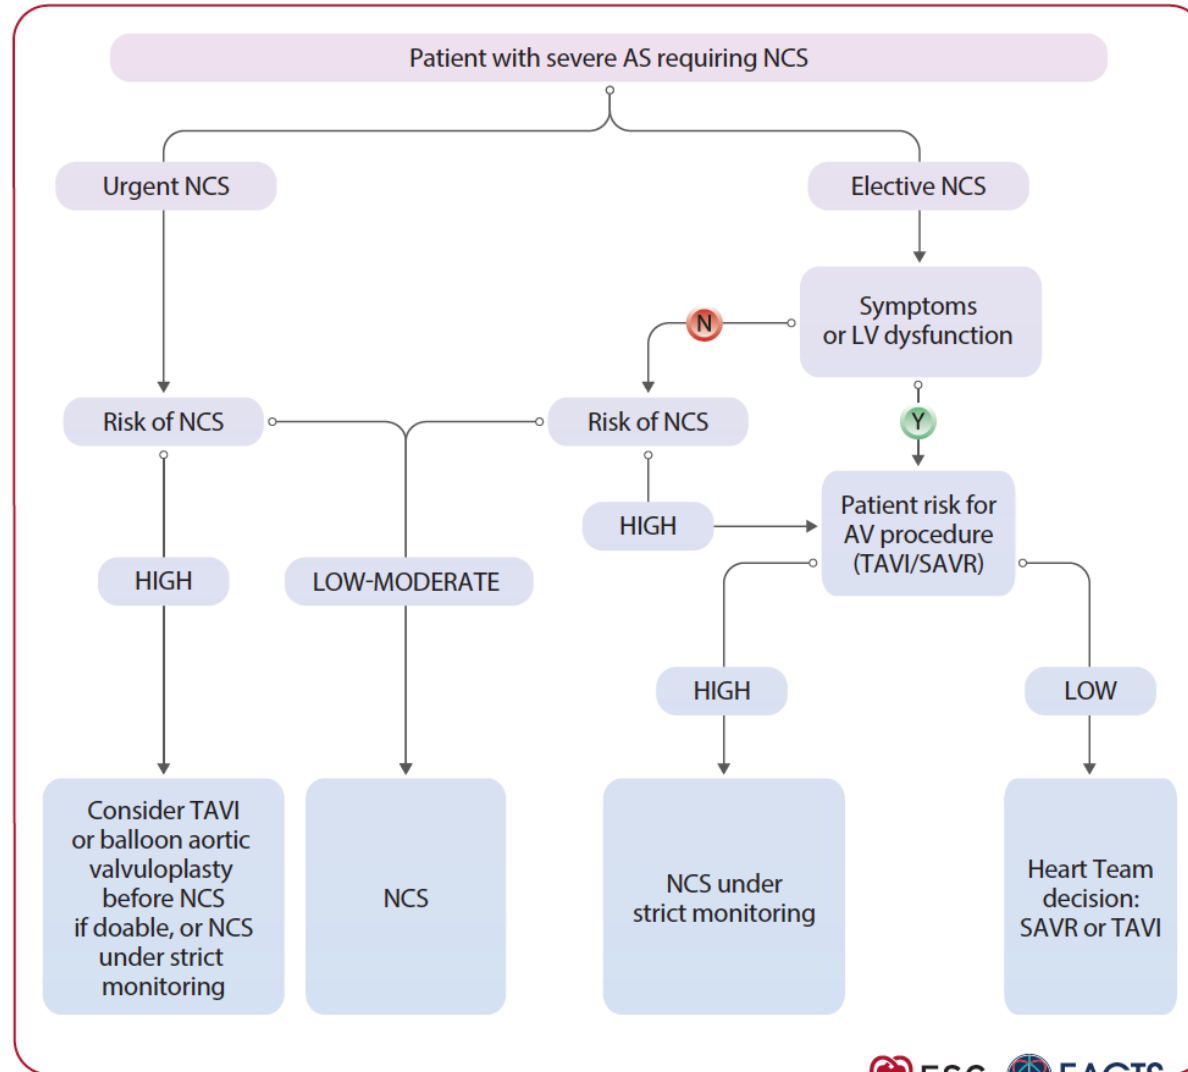 Patient with severe AS requiring NCS
Urgent NCS
Elective NCS
Symptoms
or LV dysfunction
N
Y
Risk of NCS
Risk of NCS
Patient risk for
AV procedure
(TAVI/SAVR)
HIGH
HIGH
LOW-MODERATE
HIGH
LOW
Consider TAVI
or balloon aortic
valvuloplasty
before NCS
if doable, or NCS
under strict
monitoring
NCS
NCS under
strict monitoring
Heart Team
decision:
SAVR or TAVI
ESC
EACTS